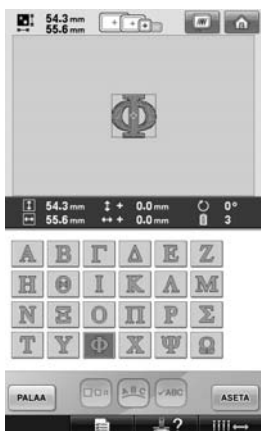 54.3 mm
55.6 mm
Φ
54.3 mm + 0.0 mm 0°
55.6 mm + 0.0 mm 3
Α Β Γ Δ Ε Ζ
Η Θ Ι Κ Λ Μ
Ν Ξ Ο Π Ρ Σ
Τ Υ Φ Χ Ψ Ω
PALAA ABC ABC ASETA
?